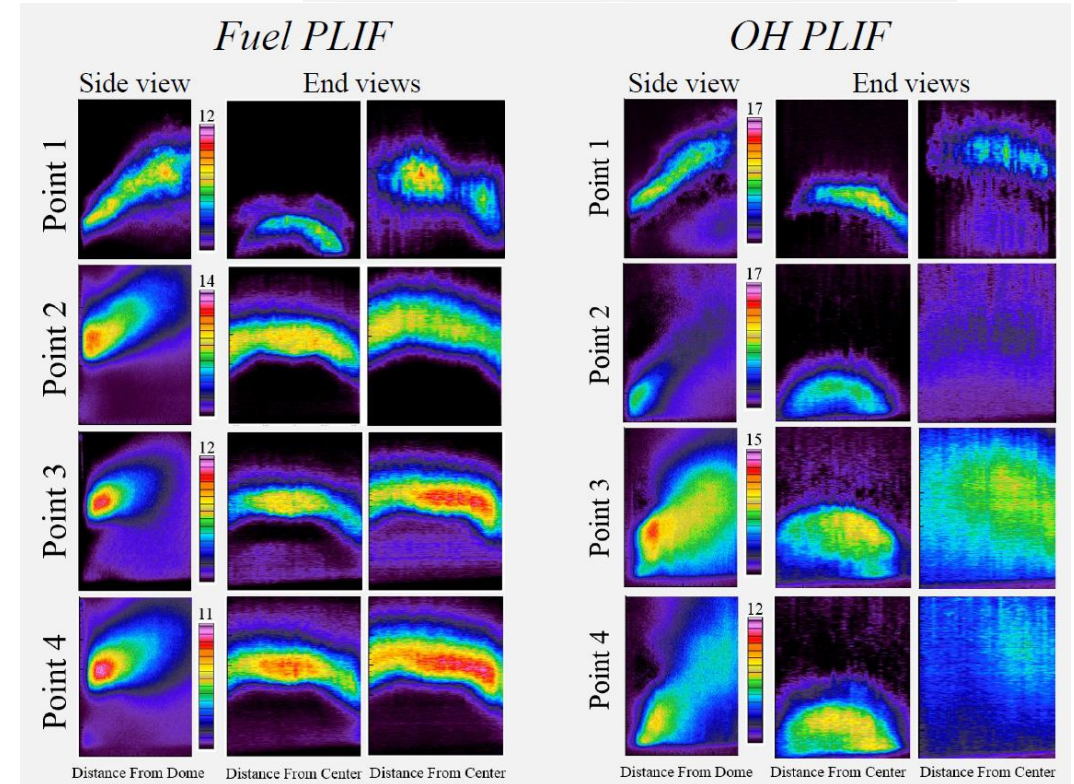 Fuel PLIF
Side view End views
Point 1
12
Point 2
14
Point 3
12
Point 4
11
Distance From Dome Distance From Center Distance From Center
OH PLIF
Side view End views
Point 1
17
Point 2
17
Point 3
15
Point 4
12
Distance From Dome Distance From Center Distance From Center